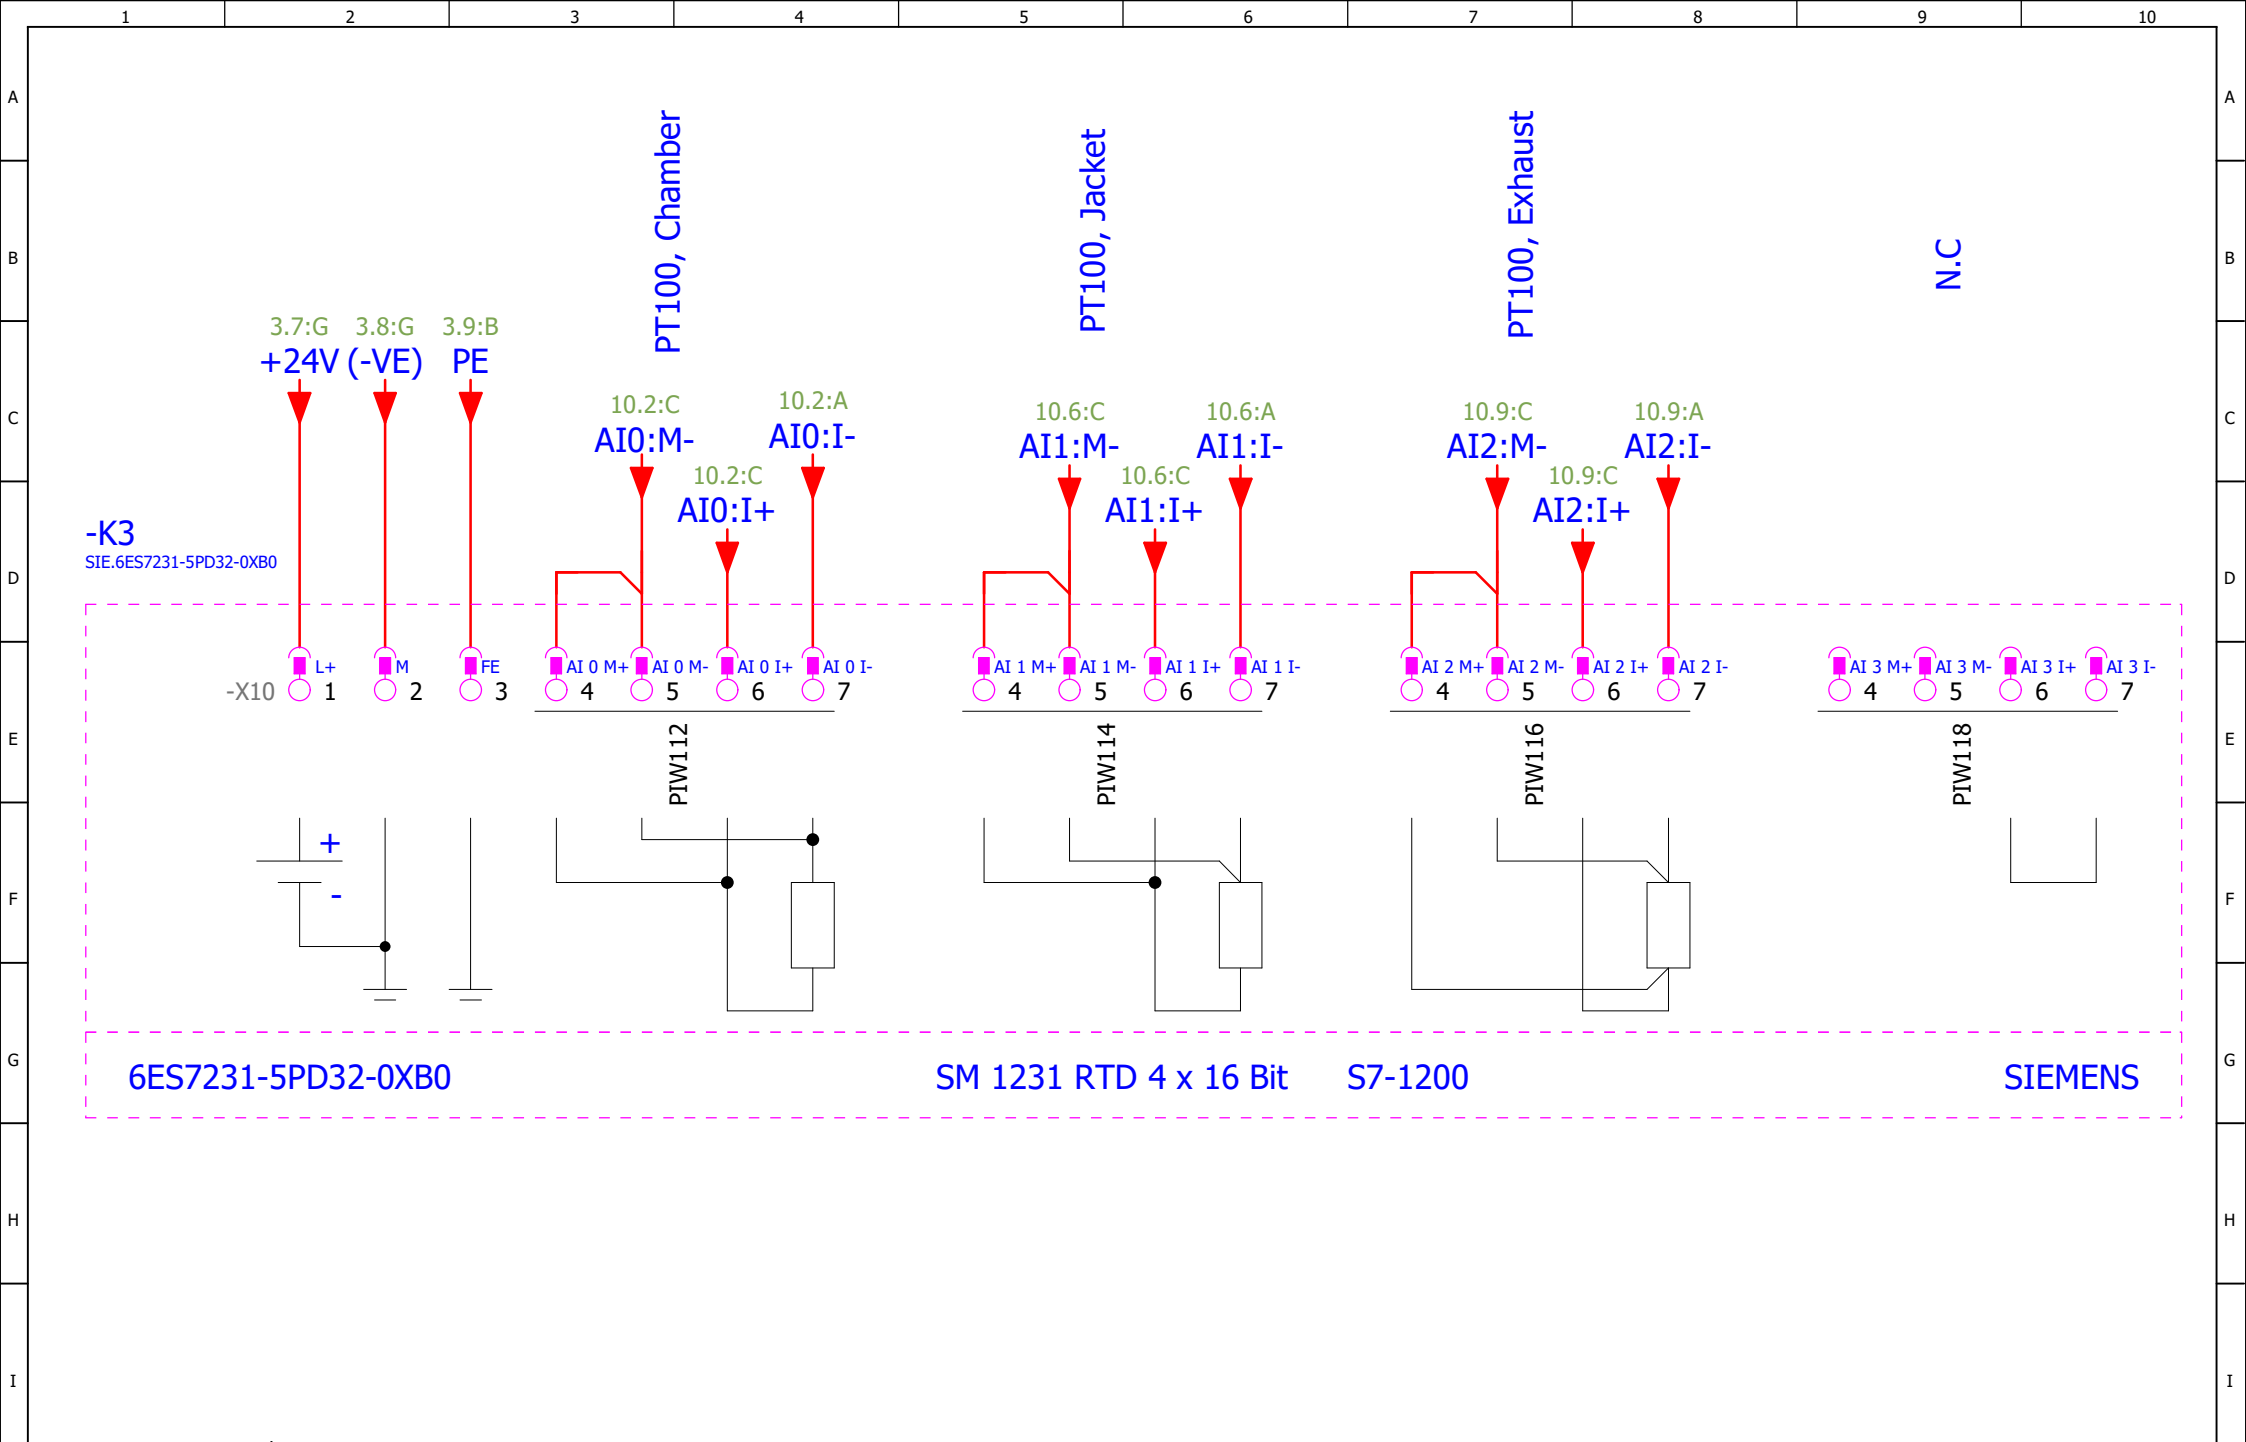 1 2 3 4 5 6 7 8 9 10
A A
PT100, Chamber
PT100, Jacket
PT100, Exhaust
N.C
B B
3.7:G 3.8:G 3.9:B
+24V (-VE) PE
C C
10.2:C 10.2:A 10.6:C 10.6:A 10.9:C 10.9:A
AI0:M- AI0:I- AI1:M- AI1:I- AI2:M- AI2:I-
10.2:C 10.6:C 10.9:C
AI0:I+ AI1:I+ AI2:I+
-K3
SIE.6ES7231-5PD32-0XB0
D D
L+ M FE AI 0 M+ AI 0 M- AI 0 I+ AI 0 I- AI 1 M+ AI 1 M- AI 1 I+ AI 1 I- AI 2 M+ AI 2 M- AI 2 I+ AI 2 I- AI 3 M+ AI 3 M- AI 3 I+ AI 3 I-
-X10 1 2 3 4 5 6 7 4 5 6 7 4 5 6 7 4 5 6 7
E E
PIW112
PIW114
PIW116
PIW118
+
-
F F
G G
6ES7231-5PD32-0XB0 SM 1231 RTD 4 x 16 Bit S7-1200 SIEMENS
H H
I I